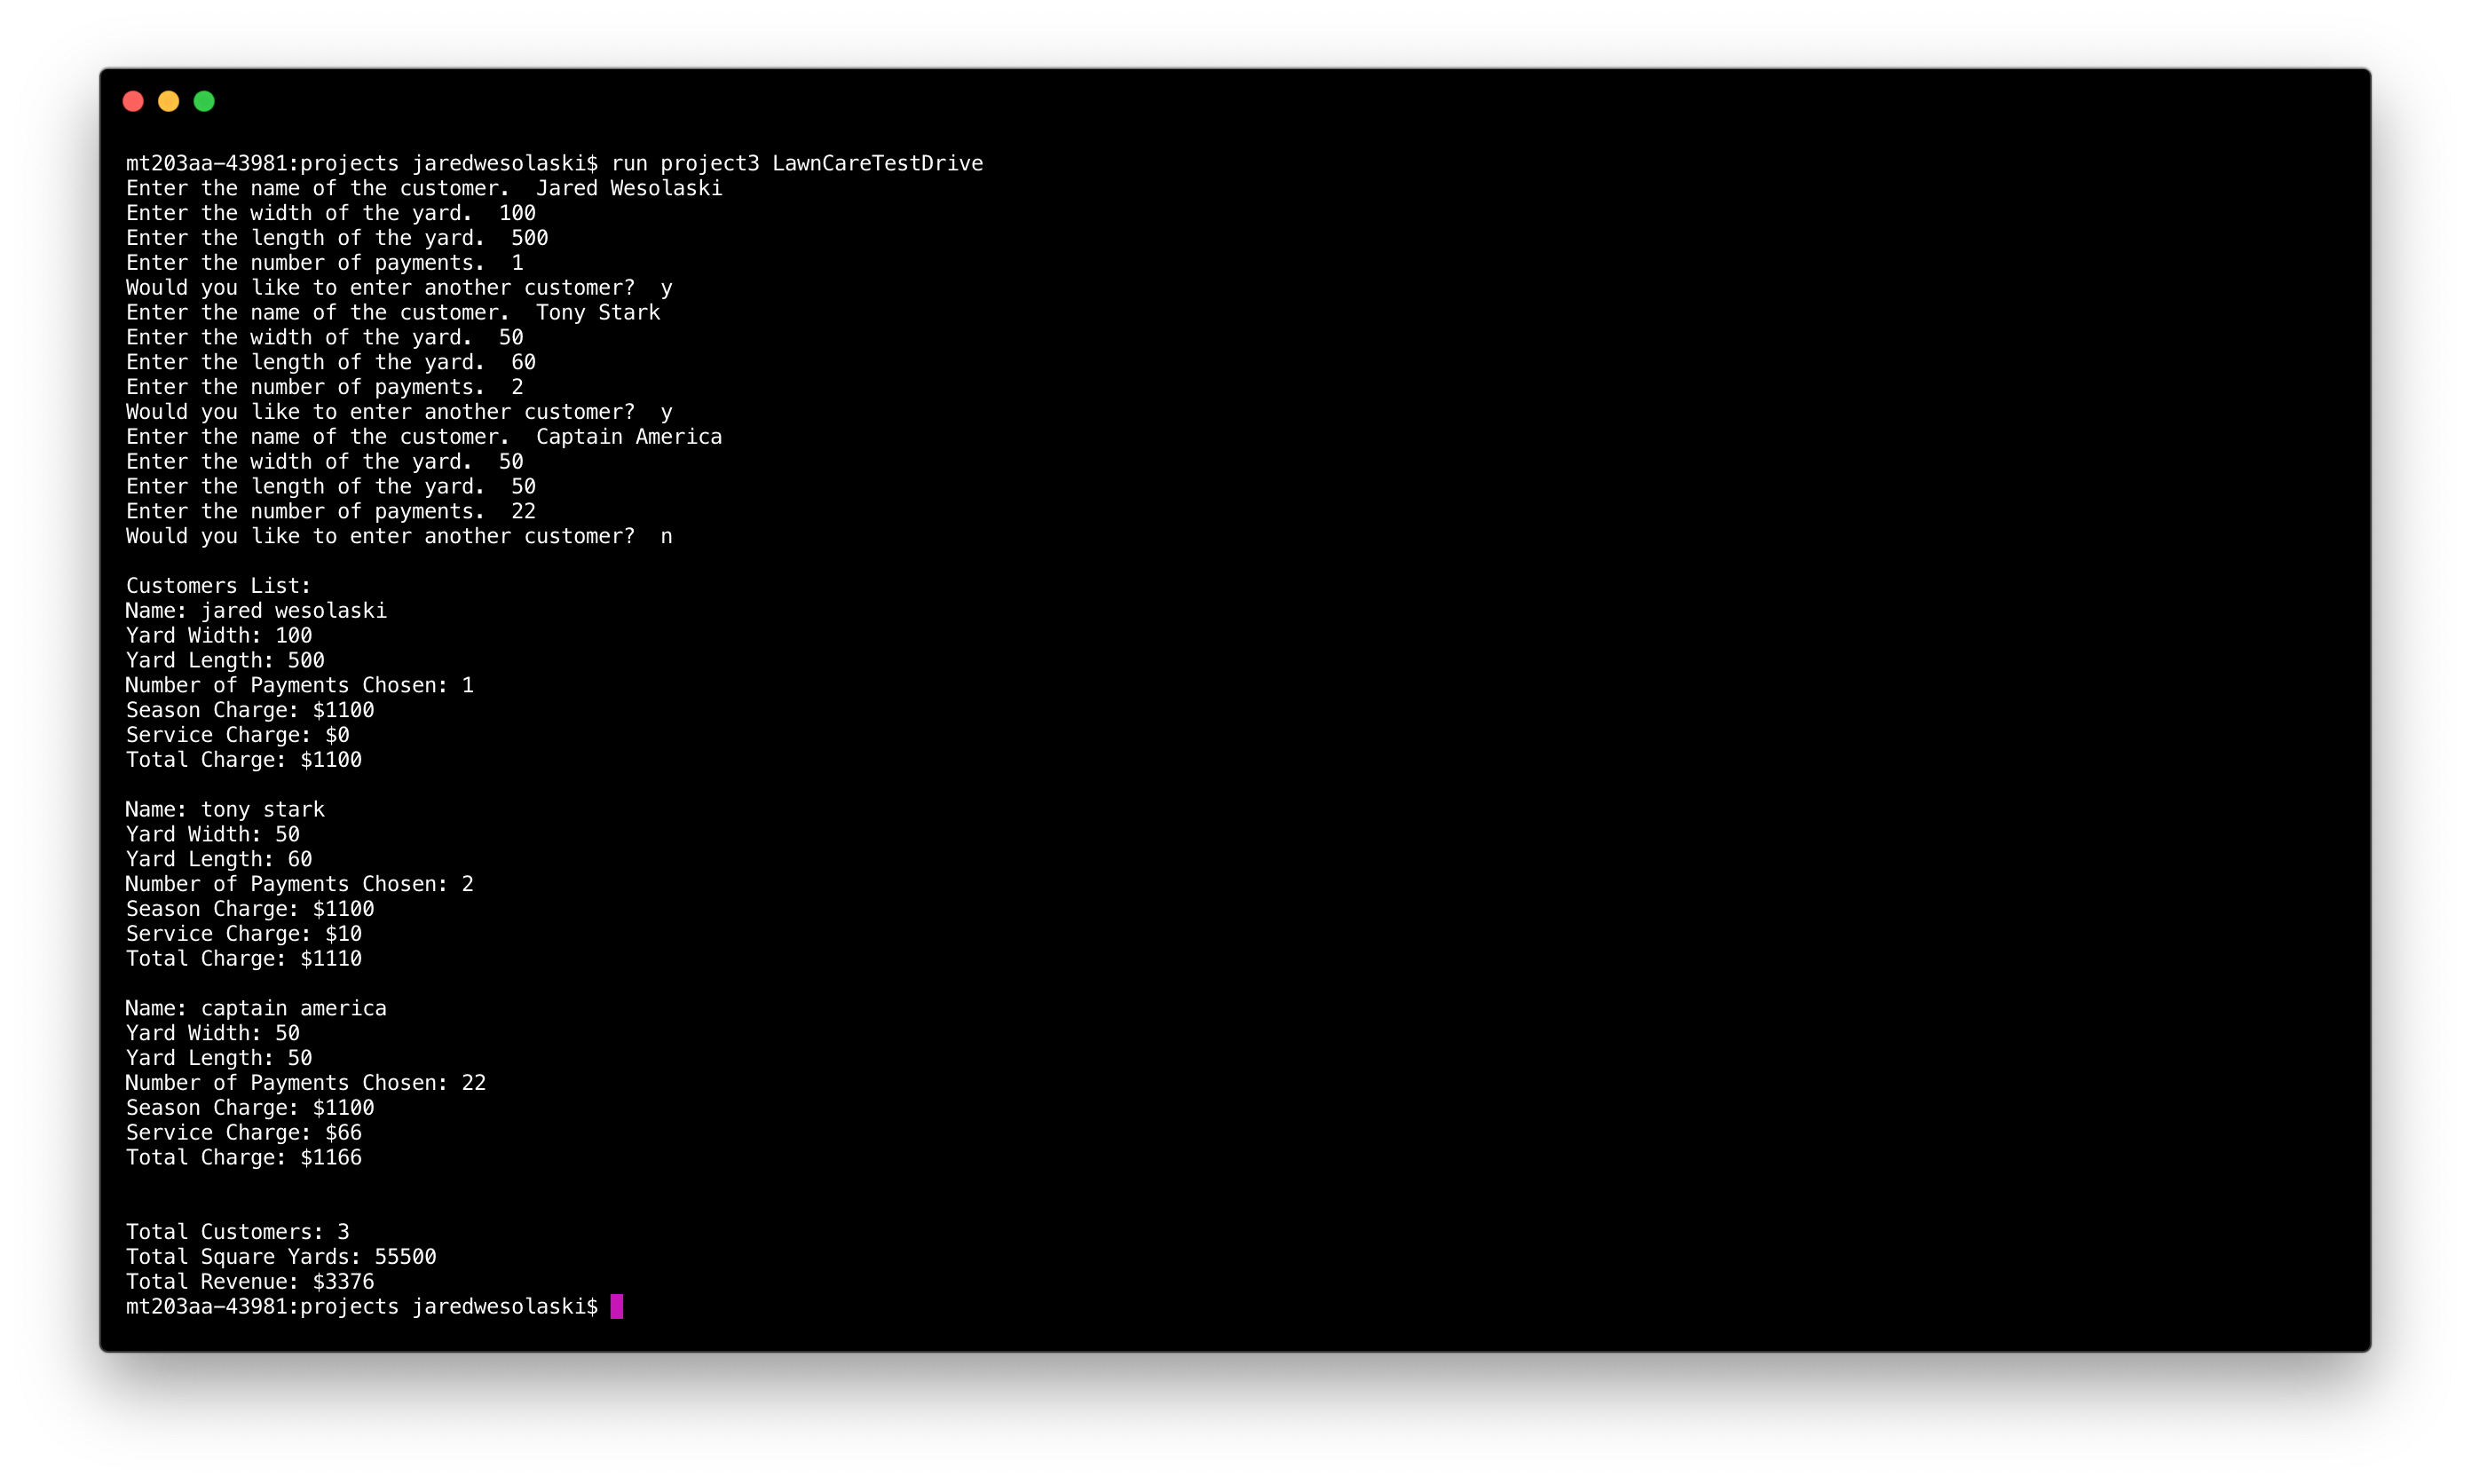 mt203aa-43981:projects jaredwesolaski$ run project3 LawnCareTestDrive
Enter the name of the customer.  Jared Wesolaski
Enter the width of the yard.  100
Enter the length of the yard.  500
Enter the number of payments.  1
Would you like to enter another customer?  y
Enter the name of the customer.  Tony Stark
Enter the width of the yard.  50
Enter the length of the yard.  60
Enter the number of payments.  2
Would you like to enter another customer?  y
Enter the name of the customer.  Captain America
Enter the width of the yard.  50
Enter the length of the yard.  50
Enter the number of payments.  22
Would you like to enter another customer?  n
Customers List:
Name: jared wesolaski
Yard Width: 100
Yard Length: 500
Number of Payments Chosen: 1
Season Charge: $1100
Service Charge: $0
Total Charge: $1100
Name: tony stark
Yard Width: 50
Yard Length: 60
Number of Payments Chosen: 2
Season Charge: $1100
Service Charge: $10
Total Charge: $1110
Name: captain america
Yard Width: 50
Yard Length: 50
Number of Payments Chosen: 22
Season Charge: $1100
Service Charge: $66
Total Charge: $1166
Total Customers: 3
Total Square Yards: 55500
Total Revenue: $3376
mt203aa-43981:projects jaredwesolaski$